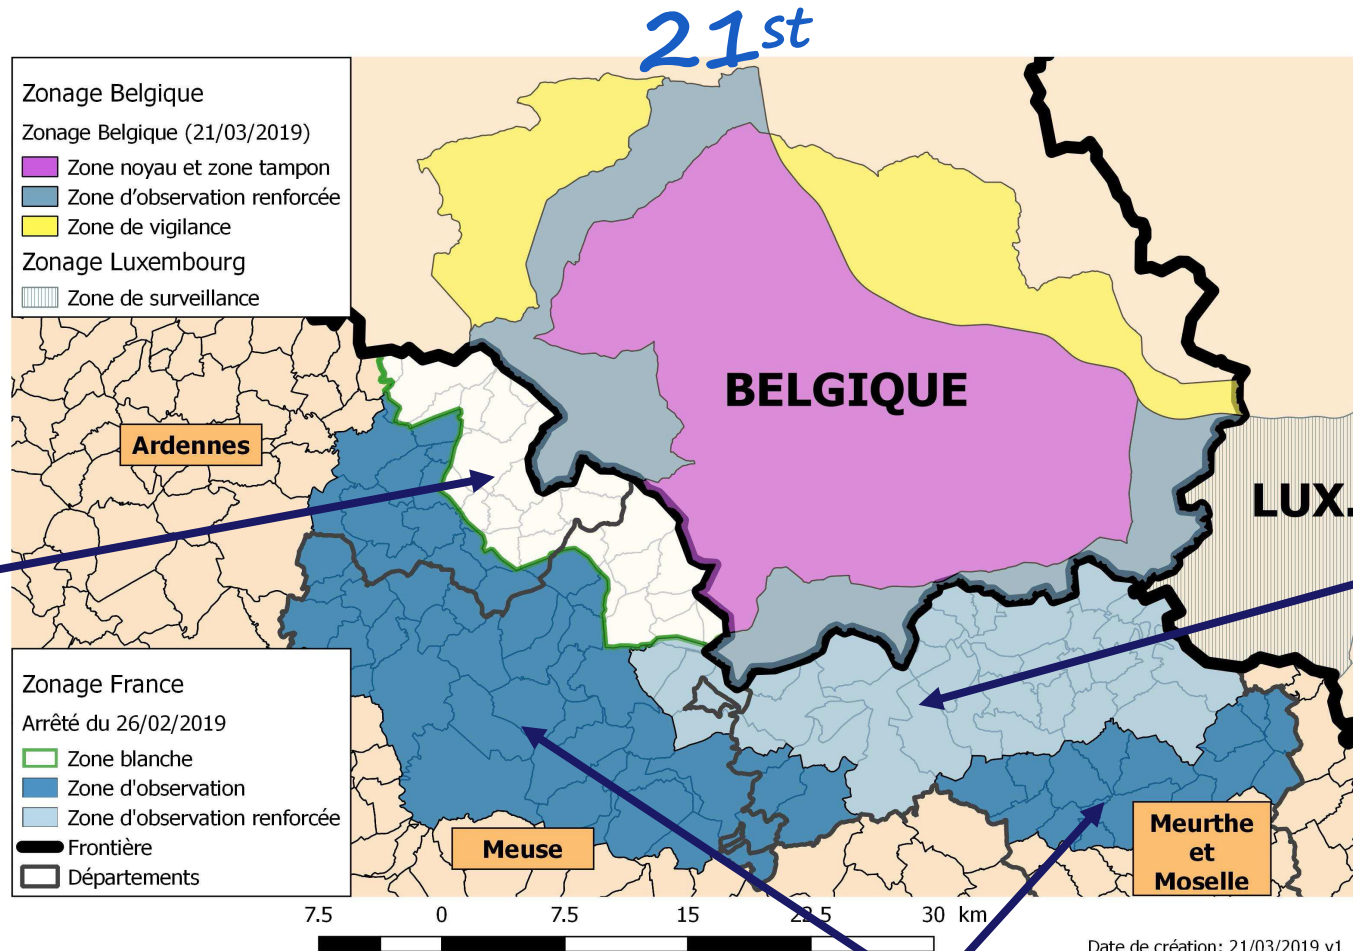 21st
Zonage Belgique
Zonage Belgique (21/03/2019)
Zone noyau et zone tampon
Zone d'observation renforcée
Zone de vigilance
Zonage Luxembourg
Zone de surveillance
BELGIQUE
Ardennes
LUX.
Zonage France
Arrêté du 26/02/2019
Zone blanche
Zone d'observation
Zone d'observation renforcée
Frontière
Départements
Meuse
Meurthe
et
Moselle
7.5 0 7.5 15 22.5 30 km
Date de création: 21/03/2019 v1